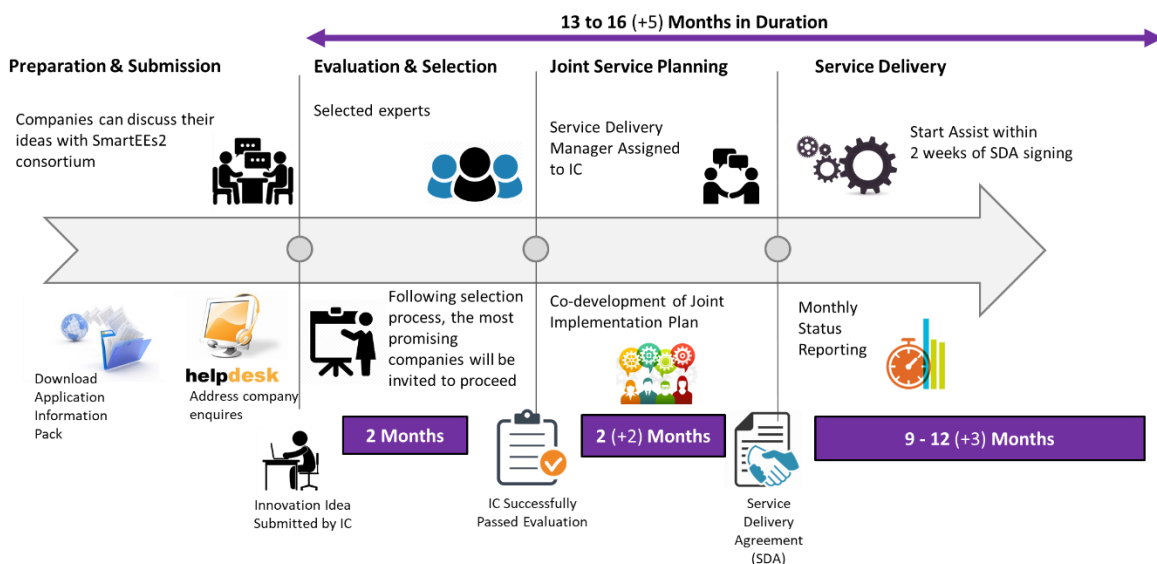 13 to 16 (+5) Months in Duration
Preparation & Submission
Evaluation & Selection
Joint Service Planning
Service Delivery
Companies can discuss their
ideas with SmartEEs2
consortium
Selected experts
Service Delivery
Manager Assigned
to IC
Start Assist within
2 weeks of SDA signing
Download
Application
Information
Pack
helpdesk
Address company
enquires
Following selection
process, the most
promising
companies will be
invited to proceed
Co-development of Joint
Implementation Plan
Monthly
Status
Reporting
2 Months
2 (+2) Months
9 - 12 (+3) Months
Innovation Idea
Submitted by IC
IC Successfully
Passed Evaluation
Service
Delivery
Agreement
(SDA)